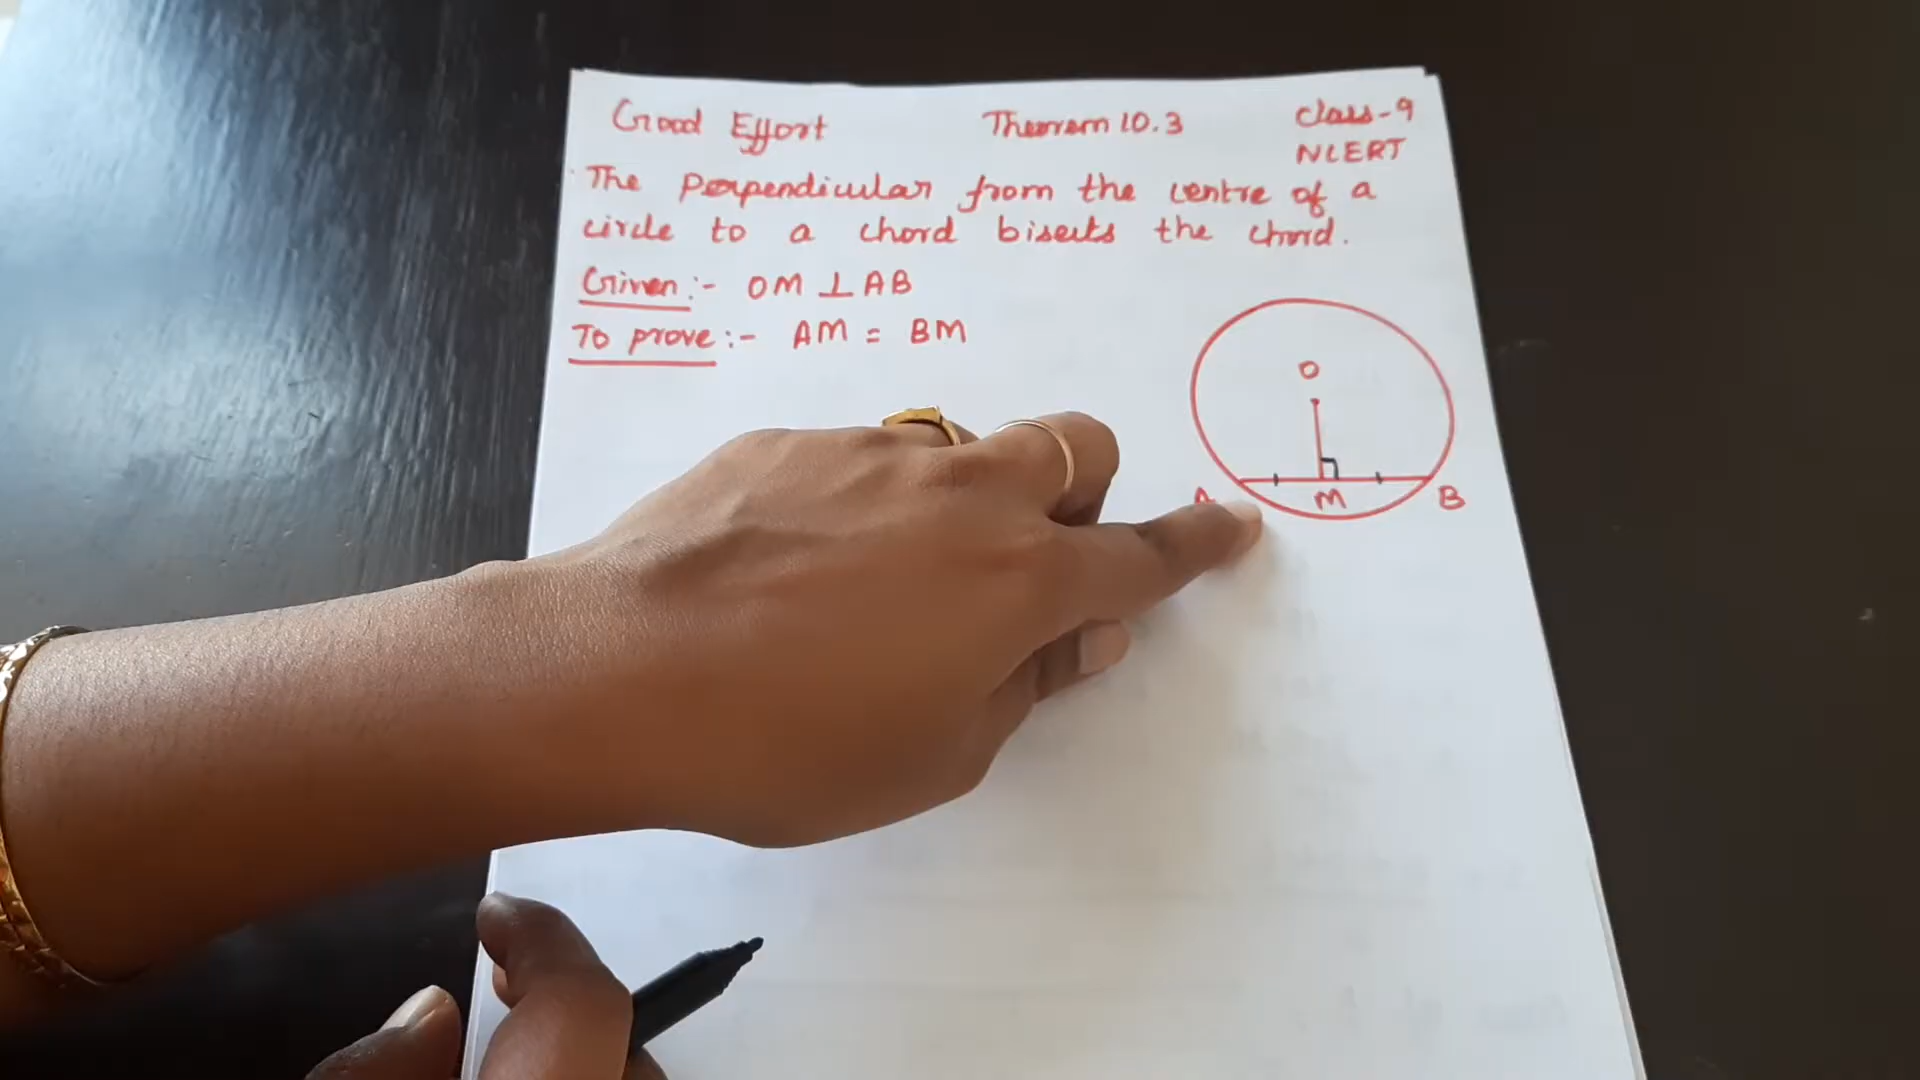 Good Effort Theorem 10.3 Class-9
NCERT
The perpendicular from the centre of a
circle to a chord bisects the chord.
Given:- OM ⊥ AB
To prove:- AM = BM
O
A M B